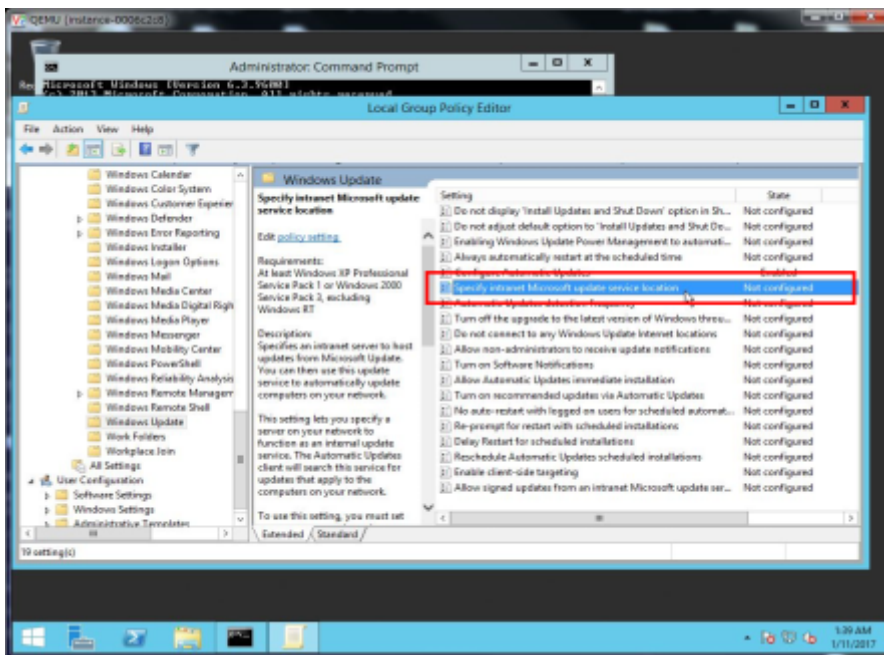 QEMU (instance-0006c2c8)
Administrator: Command Prompt
Microsoft Windows [Version 6.3.9600]
(c) 2013 Microsoft Corporation. All rights reserved.
Local Group Policy Editor
File Action View Help
Windows Calendar
Windows Color System
Windows Customer Experier
Windows Defender
Windows Error Reporting
Windows Installer
Windows Logon Options
Windows Mail
Windows Media Center
Windows Media Digital Righ
Windows Media Player
Windows Messenger
Windows Mobility Center
Windows PowerShell
Windows Reliability Analysis
Windows Remote Managem
Windows Remote Shell
Windows Update
Work Folders
Workplace Join
All Settings
User Configuration
Software Settings
Windows Settings
Administrative Templates
Windows Update
Specify intranet Microsoft update
service location
Edit policy setting
Requirements:
At least Windows XP Professional
Service Pack 1 or Windows 2000
Service Pack 3, excluding
Windows RT
Description:
Specifies an intranet server to host
updates from Microsoft Update.
You can then use this update
service to automatically update
computers on your network.
This setting lets you specify a
server on your network to
function as an internal update
service. The Automatic Updates
client will search this service for
updates that apply to the
computers on your network.
To use this setting, you must set
Setting State
Do not display 'Install Updates and Shut Down' option in Sh... Not configured
Do not adjust default option to 'Install Updates and Shut Do... Not configured
Enabling Windows Update Power Management to automati... Not configured
Always automatically restart at the scheduled time Not configured
Configure Automatic Updates Enabled
Specify intranet Microsoft update service location Not configured
Automatic Updates detection frequency Not configured
Turn off the upgrade to the latest version of Windows throu... Not configured
Do not connect to any Windows Update Internet locations Not configured
Allow non-administrators to receive update notifications Not configured
Turn on Software Notifications Not configured
Allow Automatic Updates immediate installation Not configured
Turn on recommended updates via Automatic Updates Not configured
No auto-restart with logged on users for scheduled automat... Not configured
Re-prompt for restart with scheduled installations Not configured
Delay Restart for scheduled installations Not configured
Reschedule Automatic Updates scheduled installations Not configured
Enable client-side targeting Not configured
Allow signed updates from an intranet Microsoft update ser... Not configured
Extended Standard
19 setting(s)
1:39 AM
1/11/2017